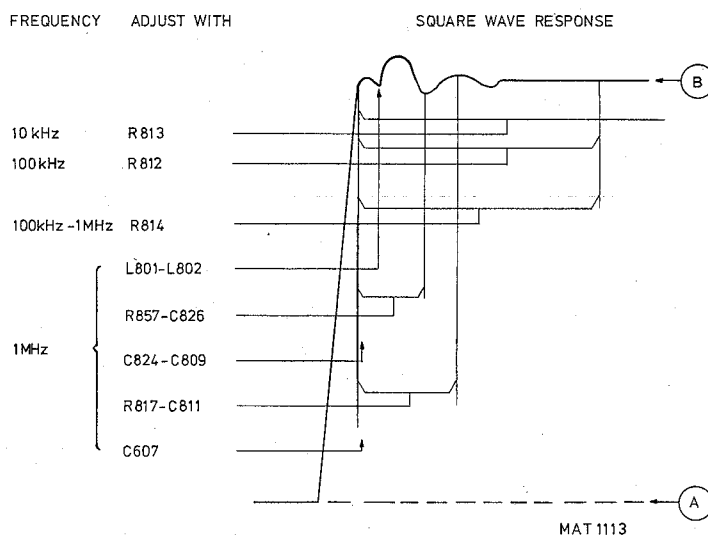 FREQUENCY ADJUST WITH SQUARE WAVE RESPONSE
B
10 kHz R813
100kHz R812
100kHz-1MHz R814
L801-L802
R857-C826
1MHz
C824-C809
R817-C811
C607
A
MAT 1113